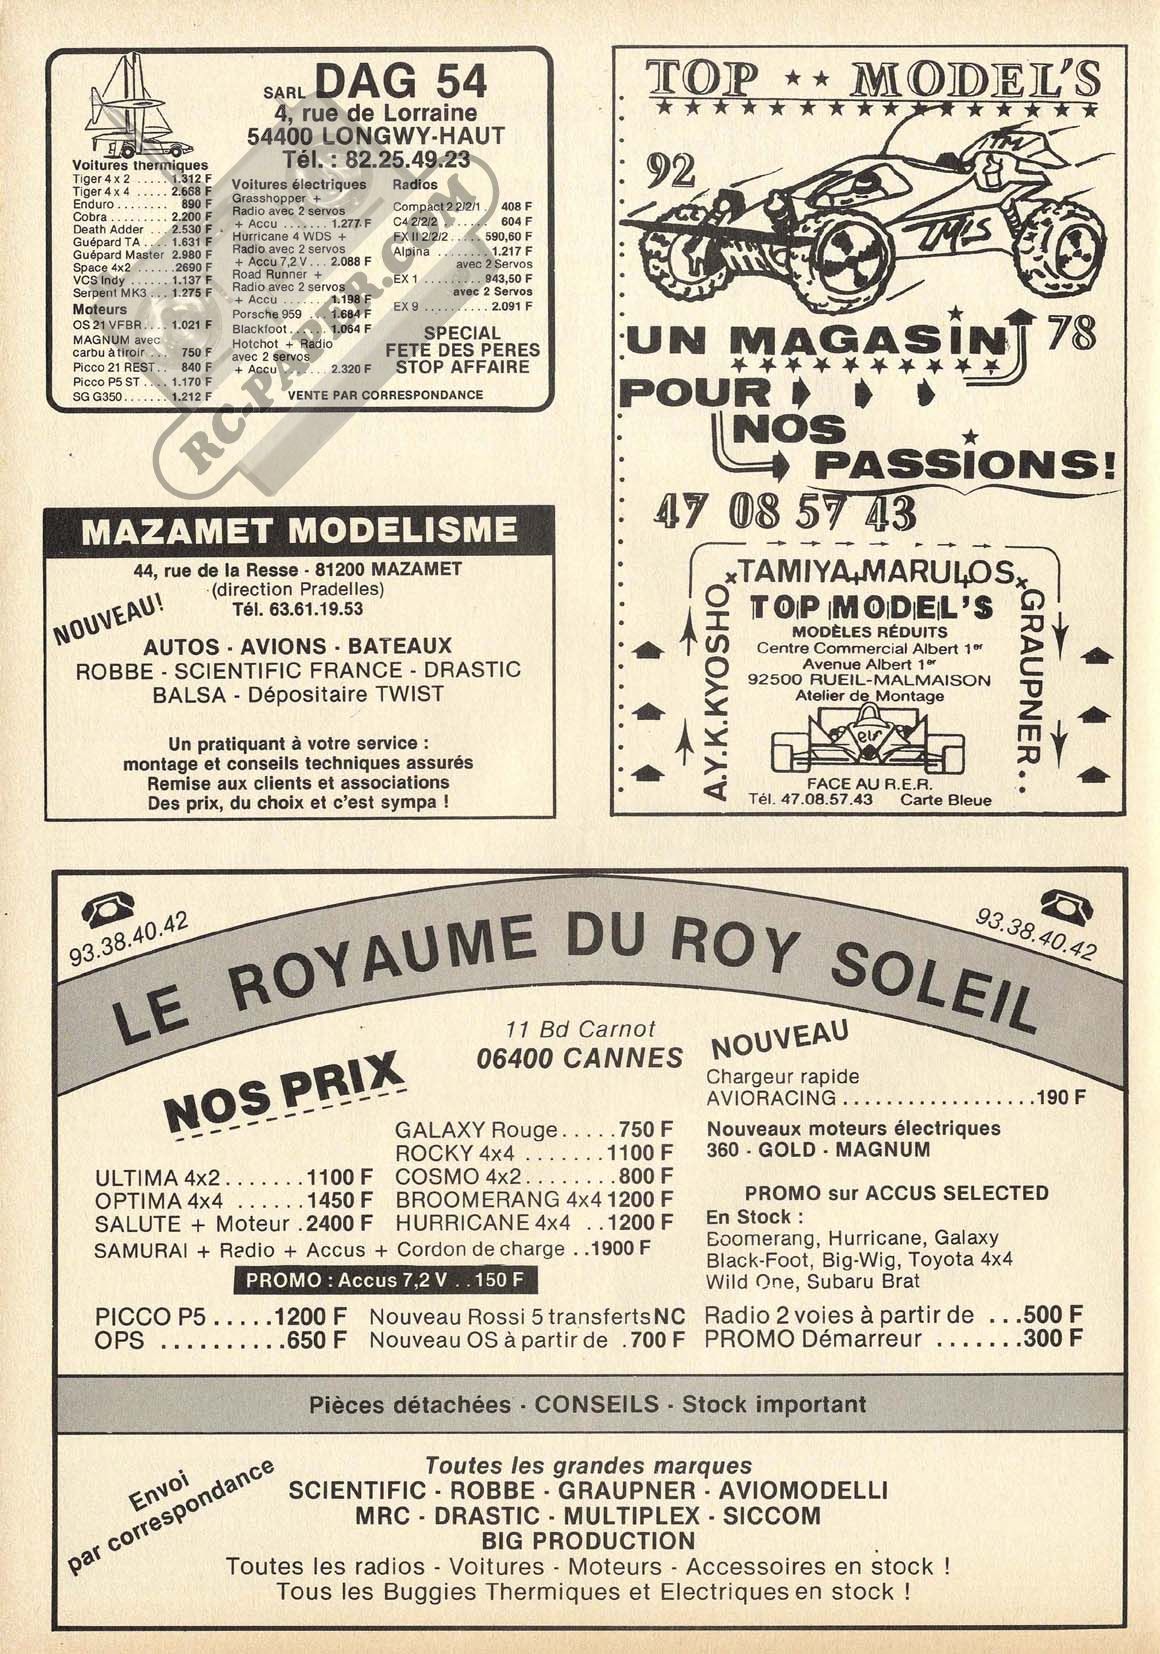 SARL DAG 54
4, rue de Lorraine
54400 LONGWY-HAUT
Tél. : 82.25.49.23
Voitures thermiques
Tiger 4 x 2 ..... 1.312 F
Tiger 4 x 4 ..... 2.668 F
Enduro ........ 890 F
Cobra ......... 2.200 F
Death Adder ... 2.530 F
Guépard TA .... 1.631 F
Guépard Master 2.980 F
Space 4x2 ...... 2690 F
VCS Indy ...... 1.137 F
Serpent MK3 ... 1.275 F
Moteurs
OS 21 VFBR .... 1.021 F
MAGNUM avec
carbu à tiroir ... 750 F
Picco 21 REST.. 840 F
Picco P5 ST .... 1.170 F
SG G350 ....... 1.212 F
Voitures électriques
Grasshopper +
Radio avec 2 servos
+ Accu ....... 1.277 F
Hurricane 4 WDS +
Radio avec 2 servos
+ Accu 7,2 V ... 2.088 F
Road Runner +
Radio avec 2 servos
+ Accu ....... 1.198 F
Porsche 959 ... 1.684 F
Blackfoot ..... 1.064 F
Hotchot + Radio
avec 2 servos
+ Accu ....... 2.320 F
Radios
Compact 2 2/2/1 .. 408 F
C4 2/2/2 ...... 604 F
FX II 2/2/2 ..... 590,60 F
Alpina ......... 1.217 F
avec 2 Servos
EX 1 .......... 943,50 F
avec 2 Servos
EX 9 .......... 2.091 F
SPECIAL
FETE DES PERES
STOP AFFAIRE
VENTE PAR CORRESPONDANCE
RC-PAPER.COM
TOP ★★ MODEL'S
92
TM
TMS
UN MAGASIN
78
POUR
NOS
PASSIONS!
47 08 57 43
TAMIYA MARUI LOS
A.Y.K. KYOSHO
GRAUPNER..
TOP MODEL'S
MODÈLES RÉDUITS
Centre Commercial Albert 1er
Avenue Albert 1er
92500 RUEIL-MALMAISON
Atelier de Montage
elf
FACE AU R.E.R.
Tél. 47.08.57.43 Carte Bleue
MAZAMET MODELISME
44, rue de la Resse - 81200 MAZAMET
(direction Pradelles)
Tél. 63.61.19.53
NOUVEAU!
AUTOS - AVIONS - BATEAUX
ROBBE - SCIENTIFIC FRANCE - DRASTIC
BALSA - Dépositaire TWIST
Un pratiquant à votre service :
montage et conseils techniques assurés
Remise aux clients et associations
Des prix, du choix et c'est sympa !
93.38.40.42
93.38.40.42
LE ROYAUME DU ROY SOLEIL
11 Bd Carnot
06400 CANNES
NOS PRIX
GALAXY Rouge ..... 750 F
ROCKY 4x4 ....... 1100 F
ULTIMA 4x2 ....... 1100 F
COSMO 4x2 ....... 800 F
OPTIMA 4x4 ...... 1450 F
BROOMERANG 4x4 1200 F
SALUTE + Moteur . 2400 F
HURRICANE 4x4 .. 1200 F
SAMURAI + Radio + Accus + Cordon de charge .. 1900 F
PROMO : Accus 7,2 V .. 150 F
PICCO P5 ..... 1200 F
Nouveau Rossi 5 transferts NC
OPS .......... 650 F
Nouveau OS à partir de . 700 F
NOUVEAU
Chargeur rapide
AVIORACING ................. 190 F
Nouveaux moteurs électriques
360 - GOLD - MAGNUM
PROMO sur ACCUS SELECTED
En Stock :
Boomerang, Hurricane, Galaxy
Black-Foot, Big-Wig, Toyota 4x4
Wild One, Subaru Brat
Radio 2 voies à partir de ... 500 F
PROMO Démarreur ....... 300 F
Pièces détachées - CONSEILS - Stock important
Envoi
par correspondance
Toutes les grandes marques
SCIENTIFIC - ROBBE - GRAUPNER - AVIOMODELLI
MRC - DRASTIC - MULTIPLEX - SICCOM
BIG PRODUCTION
Toutes les radios - Voitures - Moteurs - Accessoires en stock !
Tous les Buggies Thermiques et Electriques en stock !